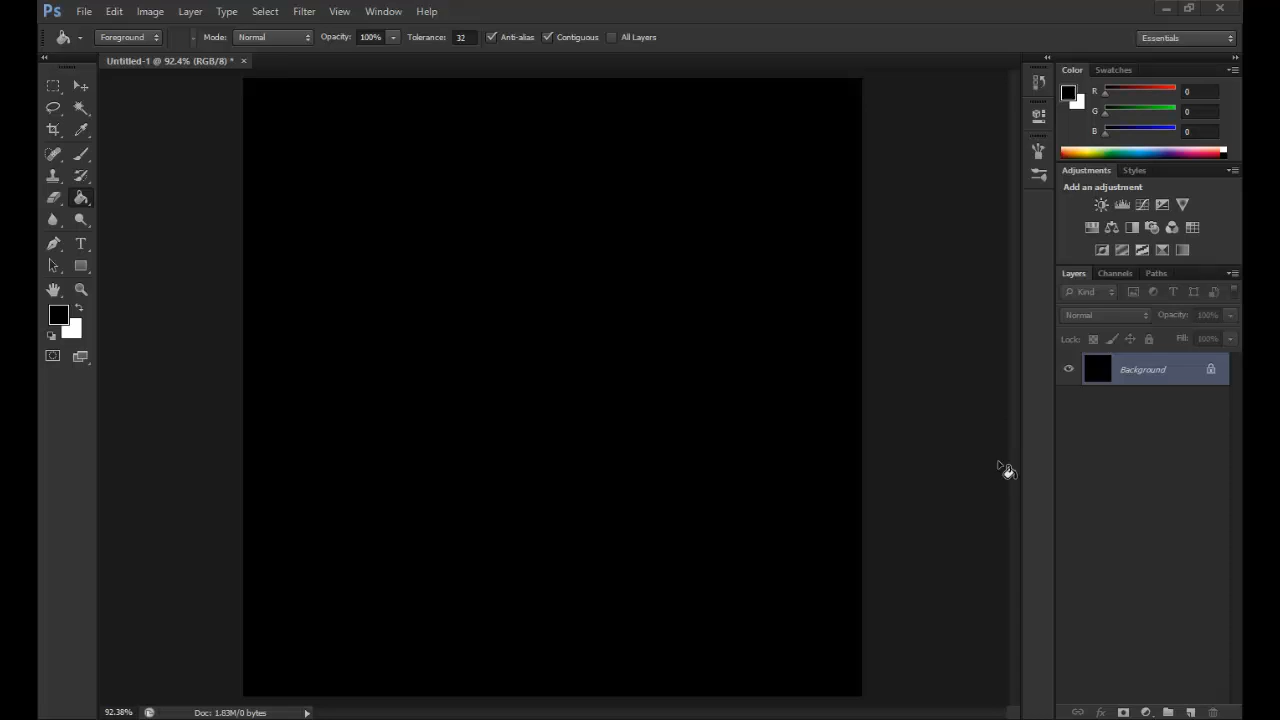 Ps File Edit Image Layer Type Select Filter View Window Help
Foreground Mode: Normal Opacity: 100% Tolerance: 32 Anti-alias Contiguous All Layers Essentials
Untitled-1 @ 92.4% (RGB/8) * ×
Color Swatches
R 0
G 0
B 0
Adjustments Styles
Add an adjustment
Layers Channels Paths
Kind
Normal Opacity: 100%
Lock: Fill: 100%
Background
92.38% Doc: 1.83M/0 bytes